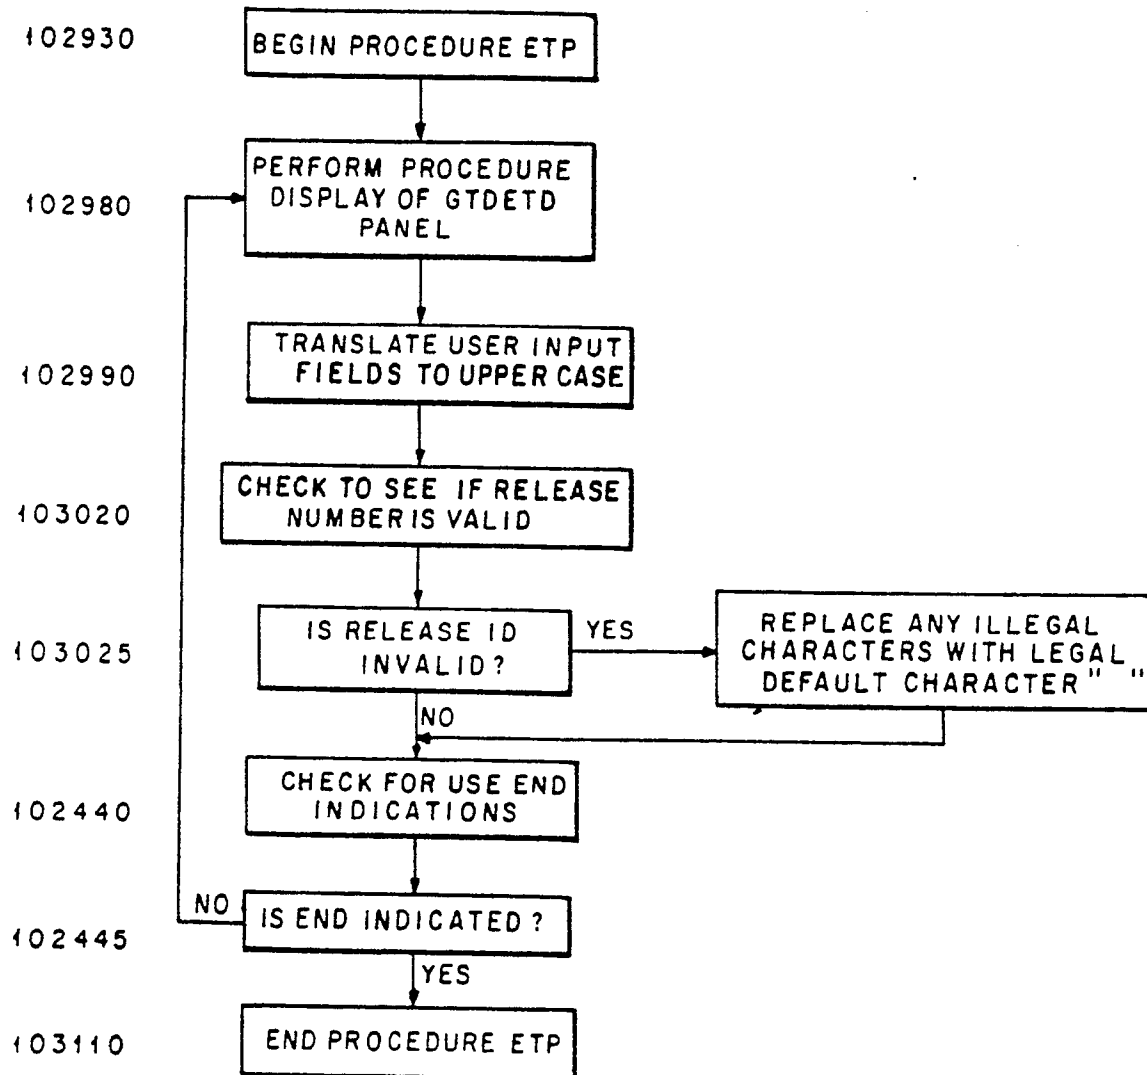 102930
BEGIN PROCEDURE ETP
102980
PERFORM PROCEDURE
DISPLAY OF GTDETD
PANEL
102990
TRANSLATE USER INPUT
FIELDS TO UPPER CASE
103020
CHECK TO SEE IF RELEASE
NUMBER IS VALID
103025
IS RELEASE ID
INVALID?
YES
REPLACE ANY ILLEGAL
CHARACTERS WITH LEGAL
DEFAULT CHARACTER " "
NO
102440
CHECK FOR USE END
INDICATIONS
102445
NO
IS END INDICATED?
YES
103110
END PROCEDURE ETP